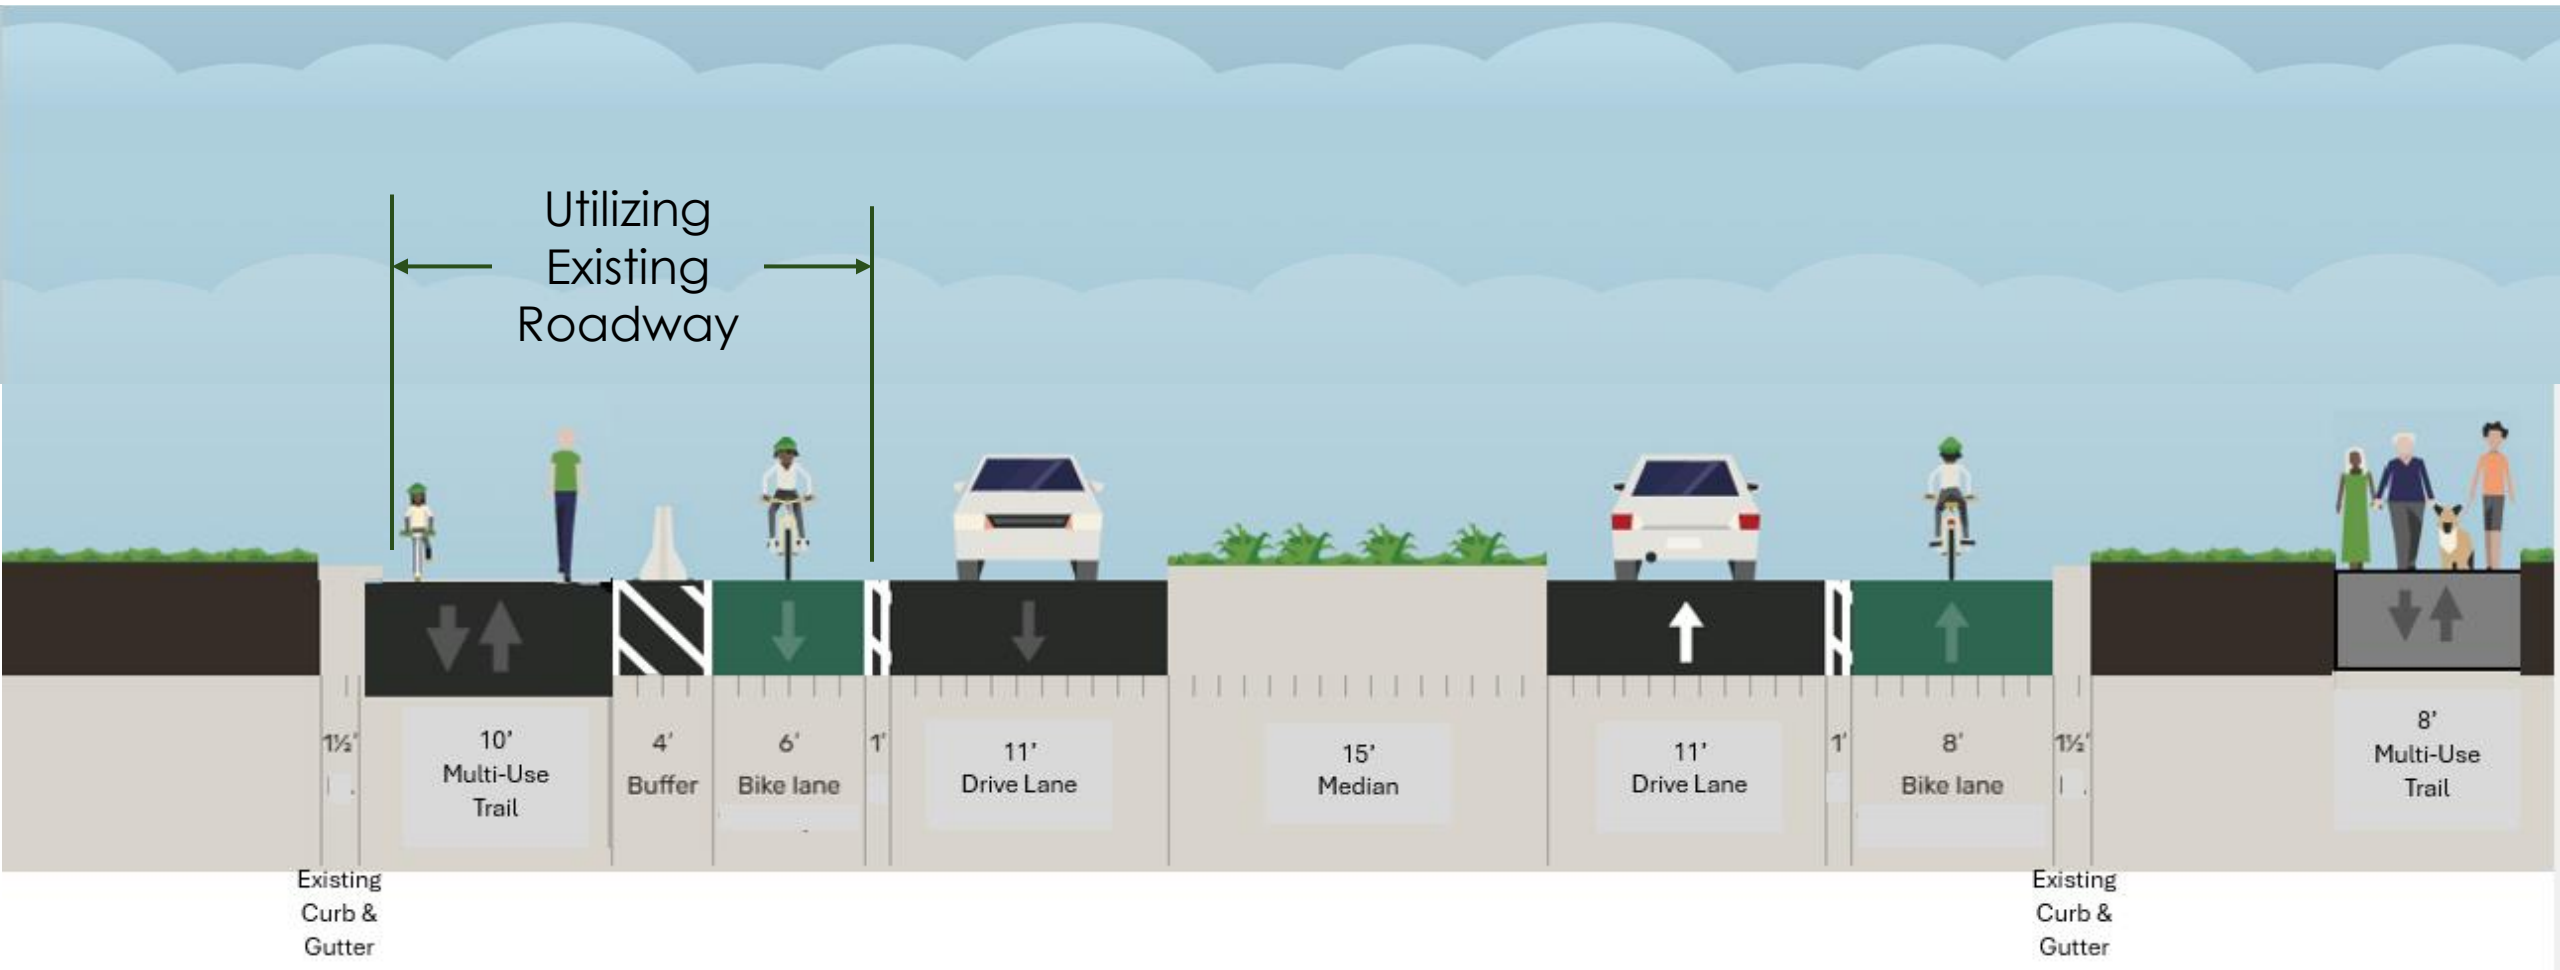 Utilizing
Existing
Roadway
1½'
10'
Multi-Use
Trail
4'
Buffer
6'
Bike lane
1'
11'
Drive Lane
15'
Median
11'
Drive Lane
1'
8'
Bike lane
1½'
8'
Multi-Use
Trail
Existing
Curb &
Gutter
Existing
Curb &
Gutter